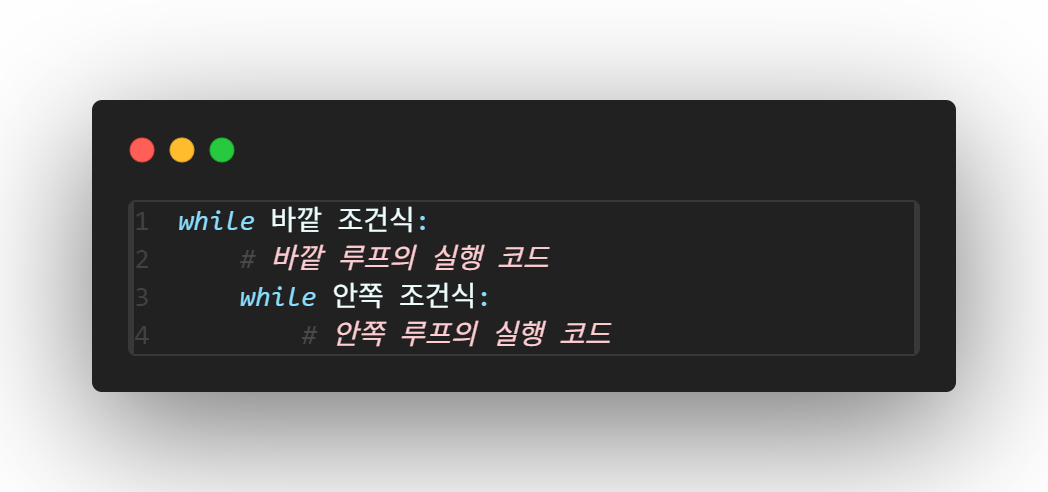 1 while 바깥 조건식:
2     # 바깥 루프의 실행 코드
3     while 안쪽 조건식:
4         # 안쪽 루프의 실행 코드